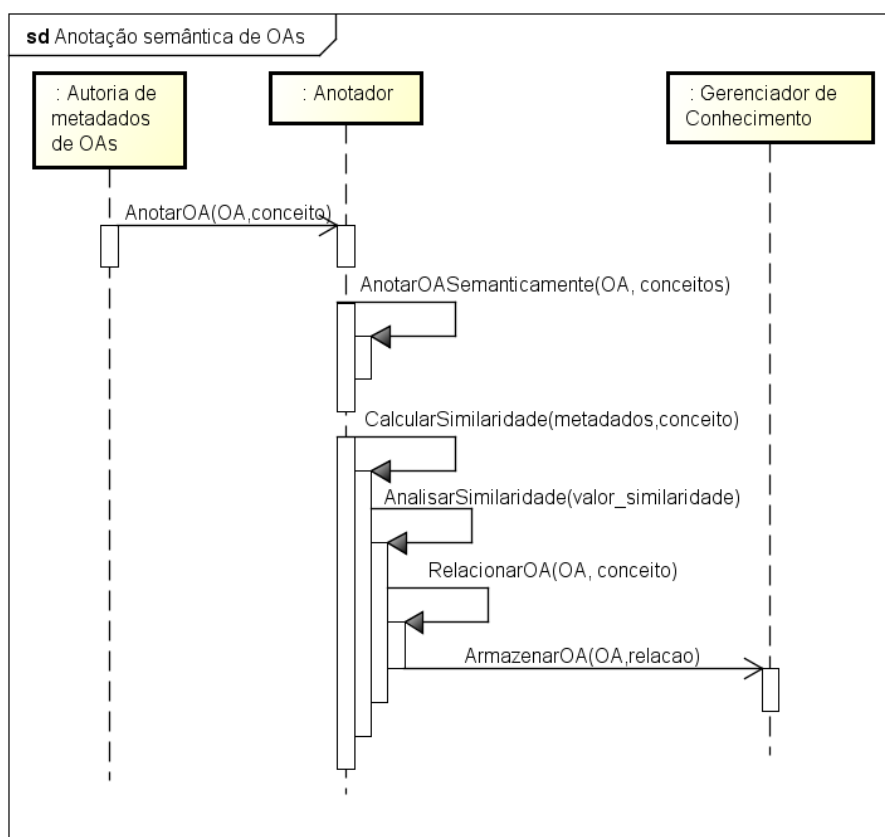 sd Anotação semântica de OAs
: Autoria de
metadados
de OAs
: Anotador
: Gerenciador de
Conhecimento
AnotarOA(OA,conceito)
AnotarOASemanticamente(OA, conceitos)
CalcularSimilaridade(metadados,conceito)
AnalisarSimilaridade(valor_similaridade)
RelacionarOA(OA, conceito)
ArmazenarOA(OA,relacao)